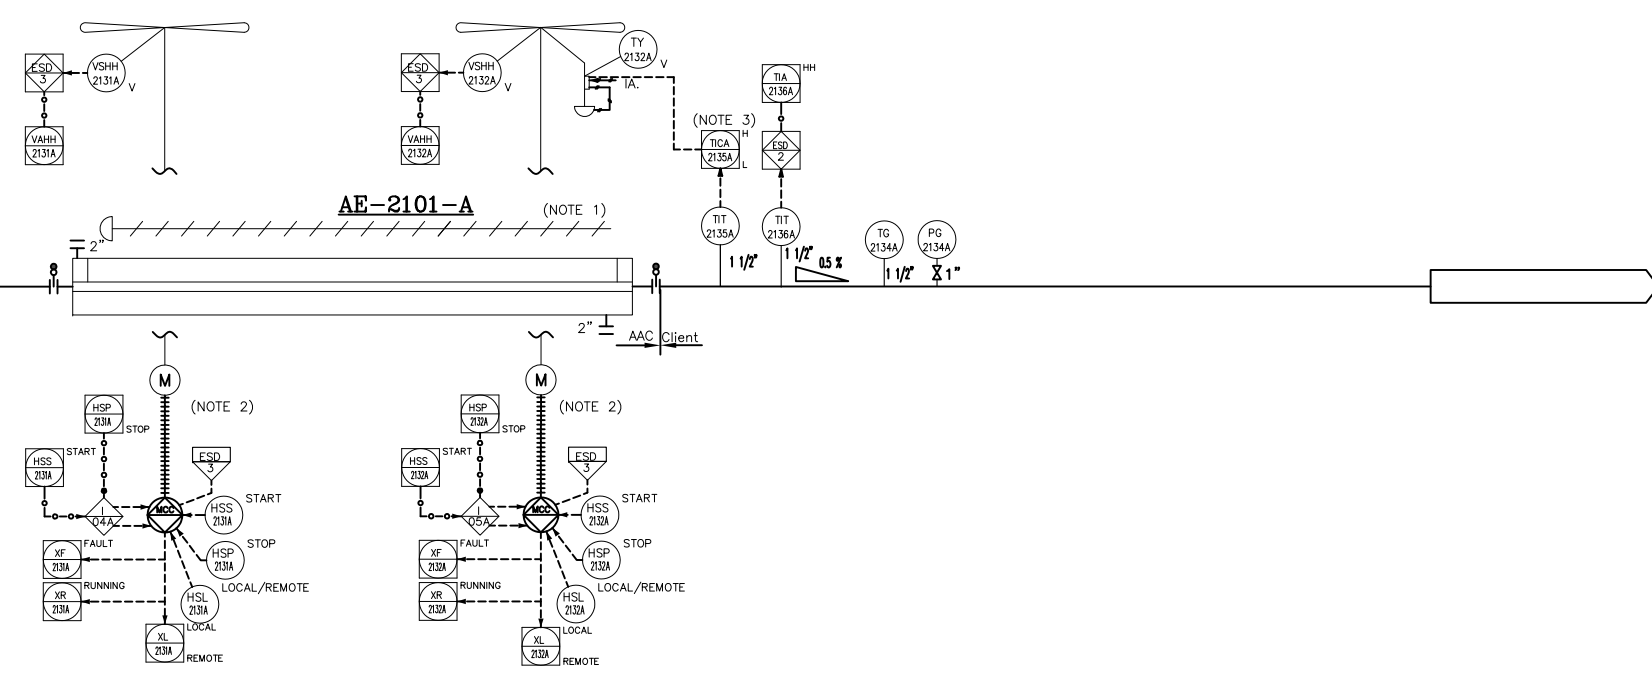 ESD
3
VSHH
2131A
V
VAHH
2131A
ESD
3
VSHH
2132A
V
VAHH
2132A
TY
2132A
V
IA.
(NOTE 3)
TICA
2135A
H
L
TIA
2136A
HH
ESD
2
AE-2101-A
(NOTE 1)
2"
TIT
2135A
1 1/2"
TIT
2136A
1 1/2"
0.5 %
TG
2134A
1 1/2"
PG
2134A
1"
2"
AAC
Client
M
(NOTE 2)
HSP
2131A
STOP
HSS
2131A
START
ESD
3
I
04A
MCC
HSS
2131A
START
HSP
2131A
STOP
XF
2131A
FAULT
XR
2131A
RUNNING
HSL
2131A
LOCAL/REMOTE
LOCAL
XL
2131A
REMOTE
M
(NOTE 2)
HSP
2132A
STOP
HSS
2132A
START
ESD
3
I
05A
MCC
HSS
2132A
START
HSP
2132A
STOP
XF
2132A
FAULT
XR
2132A
RUNNING
HSL
2132A
LOCAL/REMOTE
LOCAL
XL
2132A
REMOTE